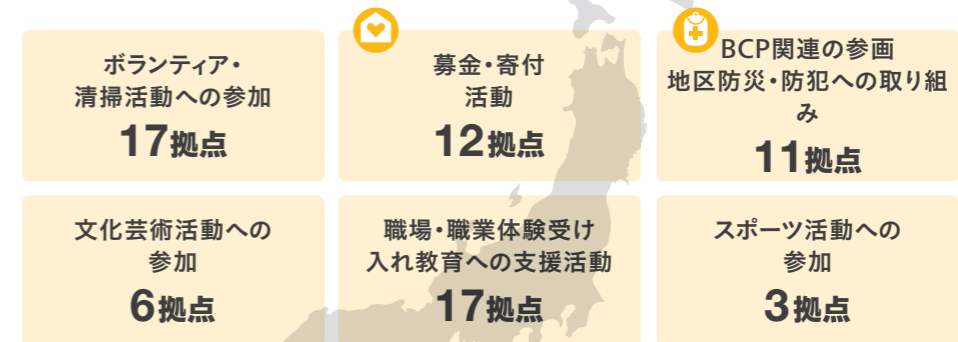 ボランティア・
清掃活動への参加
17拠点
募金・寄付
活動
12拠点
BCP関連の参画
地区防災・防犯への取り組
み
11拠点
文化芸術活動への
参加
6拠点
職場・職業体験受け
入れ教育への支援活動
17拠点
スポーツ活動への
参加
3拠点